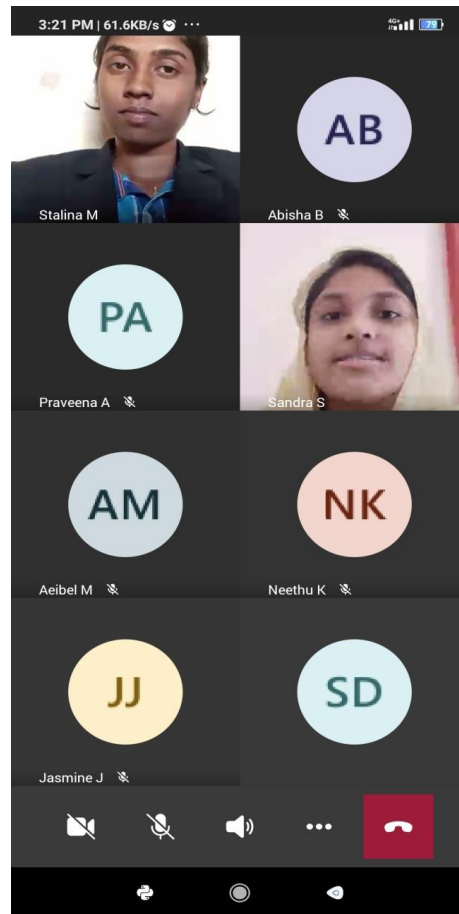 3:21 PM | 61.6KB/s ···
4G+ 79
Stalina M
AB
Abisha B
PA
Praveena A
Sandra S
AM
Aeibel M
NK
Neethu K
JJ
Jasmine J
SD